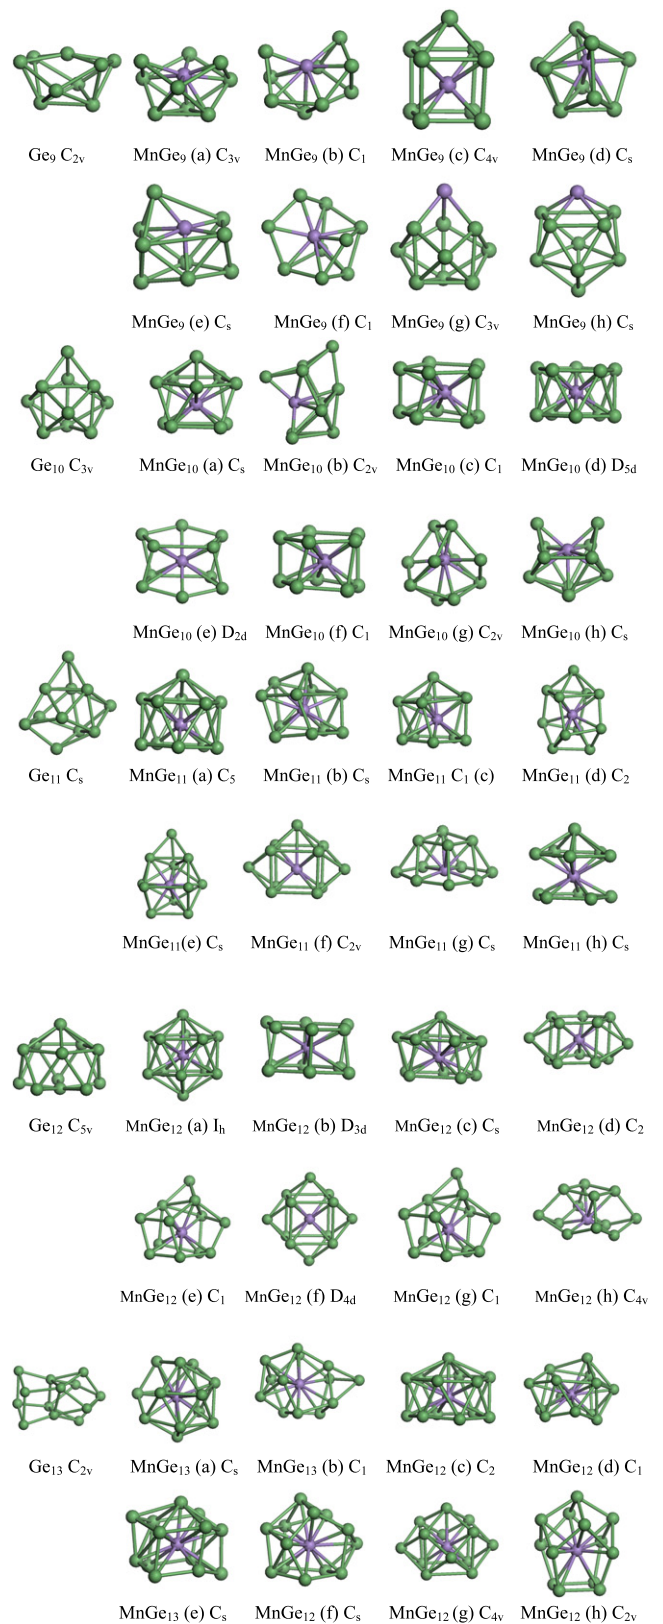 Ge₉ C₂ᵥ MnGe₉ (a) C₃ᵥ MnGe₉ (b) C₁ MnGe₉ (c) C₄ᵥ MnGe₉ (d) Cₛ
MnGe₉ (e) Cₛ MnGe₉ (f) C₁ MnGe₉ (g) C₃ᵥ MnGe₉ (h) Cₛ
Ge₁₀ C₃ᵥ MnGe₁₀ (a) Cₛ MnGe₁₀ (b) C₂ᵥ MnGe₁₀ (c) C₁ MnGe₁₀ (d) D₅d
MnGe₁₀ (e) D₂d MnGe₁₀ (f) C₁ MnGe₁₀ (g) C₂ᵥ MnGe₁₀ (h) Cₛ
Ge₁₁ Cₛ MnGe₁₁ (a) C₅ MnGe₁₁ (b) Cₛ MnGe₁₁ C₁ (c) MnGe₁₁ (d) C₂
MnGe₁₁(e) Cₛ MnGe₁₁ (f) C₂ᵥ MnGe₁₁ (g) Cₛ MnGe₁₁ (h) Cₛ
Ge₁₂ C₅ᵥ MnGe₁₂ (a) Iₕ MnGe₁₂ (b) D₃d MnGe₁₂ (c) Cₛ MnGe₁₂ (d) C₂
MnGe₁₂ (e) C₁ MnGe₁₂ (f) D₄d MnGe₁₂ (g) C₁ MnGe₁₂ (h) C₄ᵥ
Ge₁₃ C₂ᵥ MnGe₁₃ (a) Cₛ MnGe₁₃ (b) C₁ MnGe₁₂ (c) C₂ MnGe₁₂ (d) C₁
MnGe₁₃ (e) Cₛ MnGe₁₂ (f) Cₛ MnGe₁₂ (g) C₄ᵥ MnGe₁₂ (h) C₂ᵥ